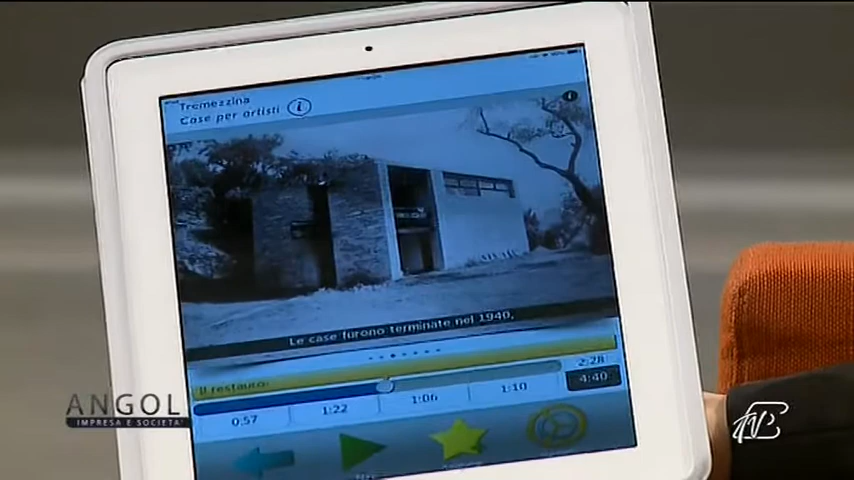 Tremezzina
Case per artisti i
Le case furono terminate nel 1940,
Il restauro
2:28
4:40
0:57
1:22
1:06
1:10
ANGOL
IMPRESA E SOCIETÀ